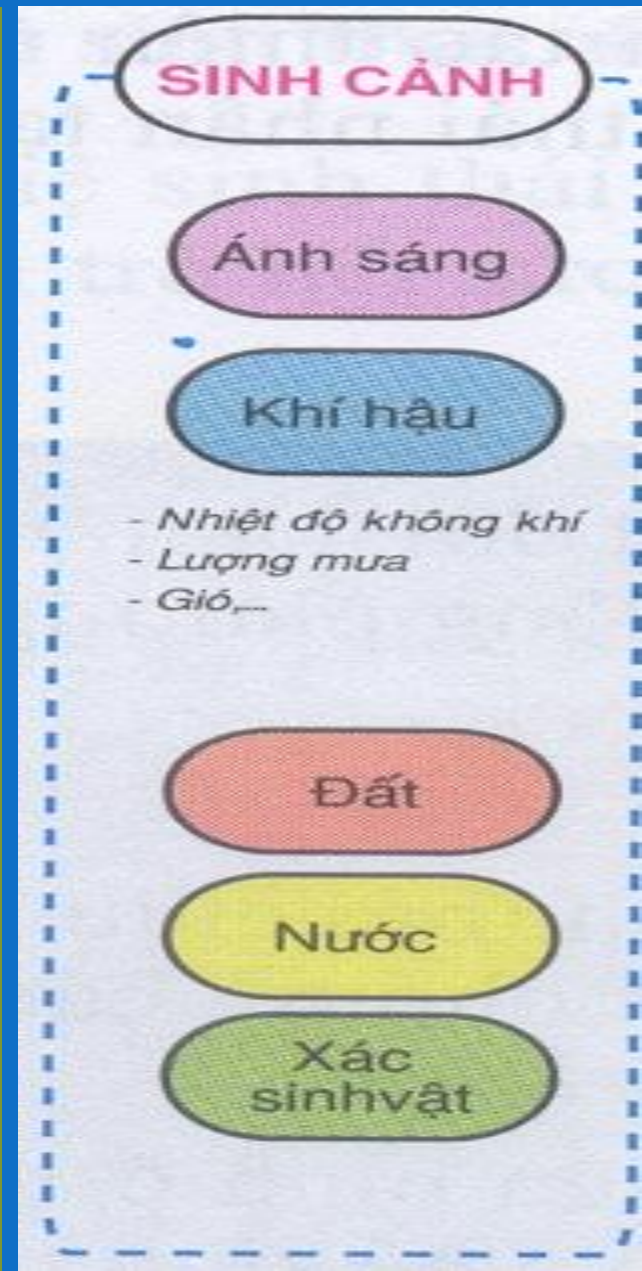 SINH CẢNH
Ánh sáng
Khí hậu
- Nhiệt độ không khí
- Lượng mưa
- Gió,...
Đất
Nước
Xác
sinhvật